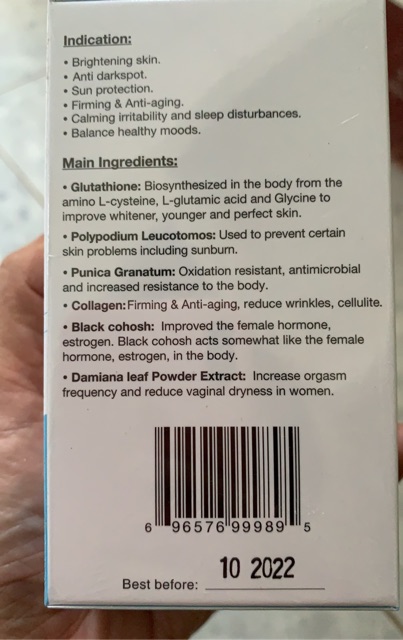 Indication:
• Brightening skin.
• Anti darkspot.
• Sun protection.
• Firming & Anti-aging.
• Calming irritability and sleep disturbances.
• Balance healthy moods.
Main Ingredients:
• Glutathione: Biosynthesized in the body from the
amino L-cysteine, L-glutamic acid and Glycine to
improve whitener, younger and perfect skin.
• Polypodium Leucotomos: Used to prevent certain
skin problems including sunburn.
• Punica Granatum: Oxidation resistant, antimicrobial
and increased resistance to the body.
• Collagen: Firming & Anti-aging, reduce wrinkles, cellulite.
• Black cohosh: Improved the female hormone,
estrogen. Black cohosh acts somewhat like the female
hormone, estrogen, in the body.
• Damiana leaf Powder Extract: Increase orgasm
frequency and reduce vaginal dryness in women.
6 96576 99989 5
10 2022
Best before: